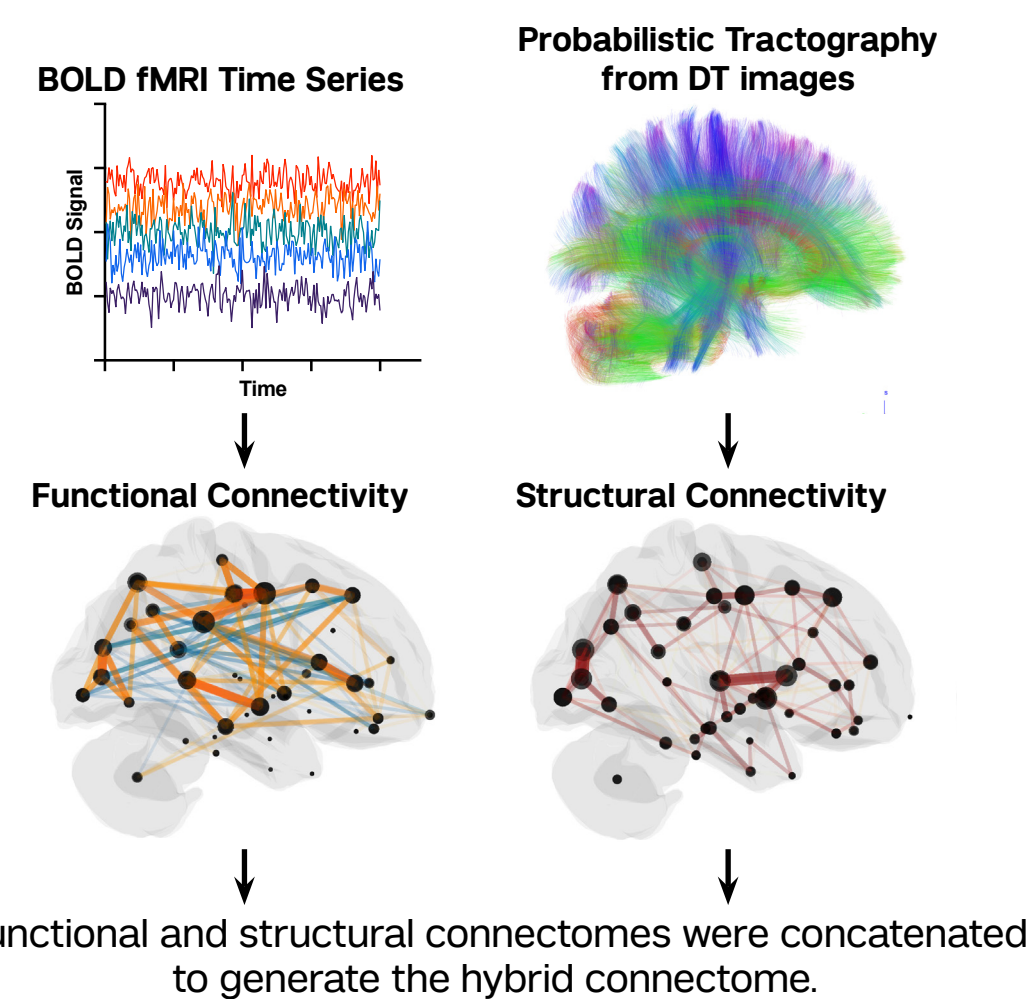 Probabilistic Tractography
from DT images
BOLD fMRI Time Series
BOLD Signal
Time
Functional Connectivity
Structural Connectivity
unctional and structural connectomes were concatenated
to generate the hybrid connectome.